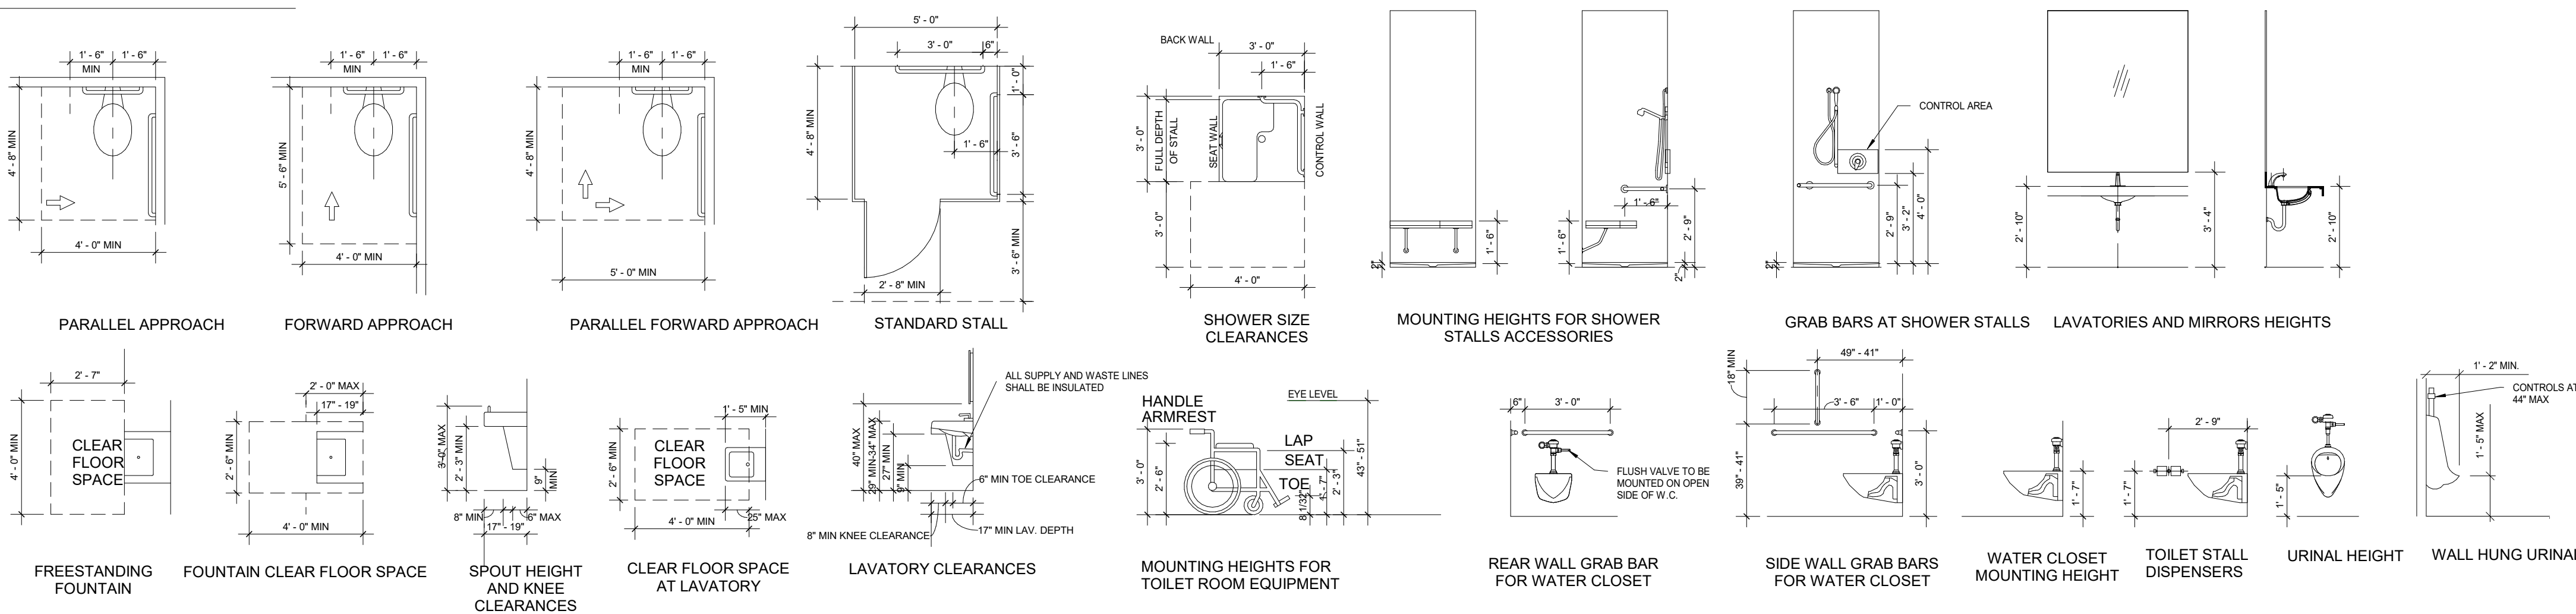 1' - 6"
1' - 6"
MIN
4' - 8" MIN
4' - 0" MIN
PARALLEL APPROACH
1' - 6"
1' - 6"
MIN
5' - 6" MIN
4' - 0" MIN
FORWARD APPROACH
1' - 6"
1' - 6"
MIN
4' - 8" MIN
5' - 0" MIN
PARALLEL FORWARD APPROACH
5' - 0"
3' - 0"
6"
1' - 0"
4' - 8" MIN
1' - 6"
3' - 6"
3' - 6" MIN
2' - 8" MIN
STANDARD STALL
BACK WALL
3' - 0"
1' - 6"
3' - 0"
FULL DEPTH
OF STALL
SEAT WALL
CONTROL WALL
3' - 0"
4' - 0"
SHOWER SIZE
CLEARANCES
2"
1' - 6"
1' - 6"
1' - 6"
2' - 9"
2"
MOUNTING HEIGHTS FOR SHOWER
STALLS ACCESSORIES
CONTROL AREA
2"
2' - 9"
3' - 2"
4' - 0"
GRAB BARS AT SHOWER STALLS
2' - 10"
3' - 4"
2' - 10"
LAVATORIES AND MIRRORS HEIGHTS
2' - 7"
4' - 0" MIN
CLEAR
FLOOR
SPACE
FREESTANDING
FOUNTAIN
2' - 0" MAX
17" - 19"
2' - 6" MIN
4' - 0" MIN
FOUNTAIN CLEAR FLOOR SPACE
3'-0" MAX
2' - 3" MIN
9"
MIN
8" MIN
6" MAX
17" - 19"
SPOUT HEIGHT
AND KNEE
CLEARANCES
1' - 5" MIN
2' - 6" MIN
CLEAR
FLOOR
SPACE
4' - 0" MIN
25" MAX
CLEAR FLOOR SPACE
AT LAVATORY
ALL SUPPLY AND WASTE LINES
SHALL BE INSULATED
40" MAX
29" MIN-34" MAX
27" MIN
9" MIN
6" MIN TOE CLEARANCE
17" MIN LAV. DEPTH
8" MIN KNEE CLEARANCE
LAVATORY CLEARANCES
HANDLE
ARMREST
EYE LEVEL
LAP
SEAT
TOE
3' - 0"
2' - 6"
8 1/32"
1' - 7"
2' - 3"
43" - 51"
MOUNTING HEIGHTS FOR
TOILET ROOM EQUIPMENT
6"
3' - 0"
FLUSH VALVE TO BE
MOUNTED ON OPEN
SIDE OF W.C.
REAR WALL GRAB BAR
FOR WATER CLOSET
49" - 41"
18" MIN
3' - 6"
1' - 0"
39" - 41"
3' - 0"
SIDE WALL GRAB BARS
FOR WATER CLOSET
1' - 7"
WATER CLOSET
MOUNTING HEIGHT
2' - 9"
1' - 7"
TOILET STALL
DISPENSERS
1' - 5"
URINAL HEIGHT
1' - 2" MIN.
CONTROLS AT
44" MAX
1' - 5" MAX
WALL HUNG URINAL